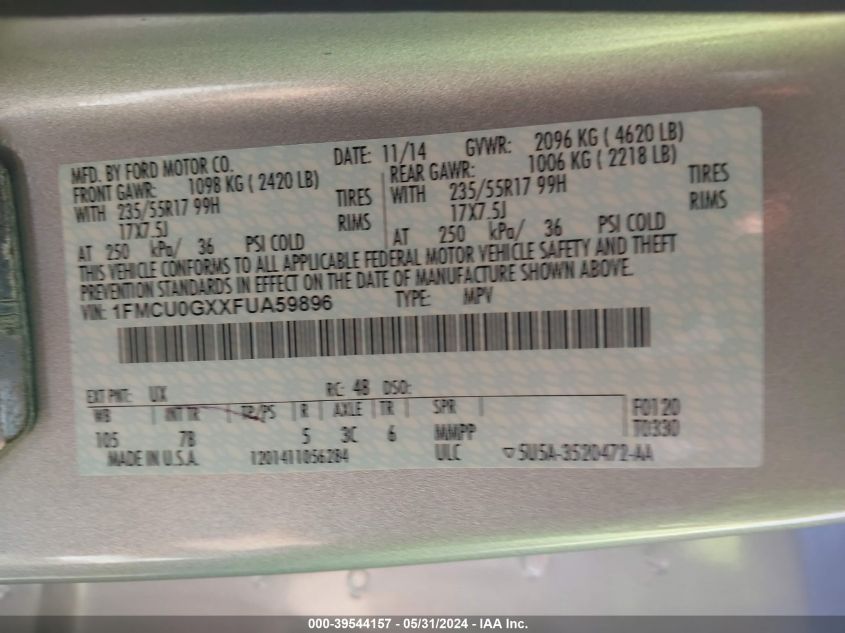 MFD. BY FORD MOTOR CO. DATE: 11/14 GVWR: 2096 KG ( 4620 LB)
FRONT GAWR: 1098 KG ( 2420 LB) REAR GAWR: 1006 KG ( 2218 LB)
WITH 235/55R17 99H TIRES WITH 235/55R17 99H TIRES
17X7.5J RIMS 17X7.5J RIMS
AT 250 kPa/ 36 PSI COLD AT 250 kPa/ 36 PSI COLD
THIS VEHICLE CONFORMS TO ALL APPLICABLE FEDERAL MOTOR VEHICLE SAFETY AND THEFT
PREVENTION STANDARDS IN EFFECT ON THE DATE OF MANUFACTURE SHOWN ABOVE.
VIN: 1FMCU0GXXFUA59896 TYPE: MPV
EXT PNT: UX RC: 48 DSO:
WB INT TR TP/PS R AXLE TR SPR F0120
105 7B 5 3C 6 MMPP T0330
MADE IN U.S.A. 1201411056284 ULC ▽5U5A-3520472-AA
000-39544157 - 05/31/2024 - IAA Inc.